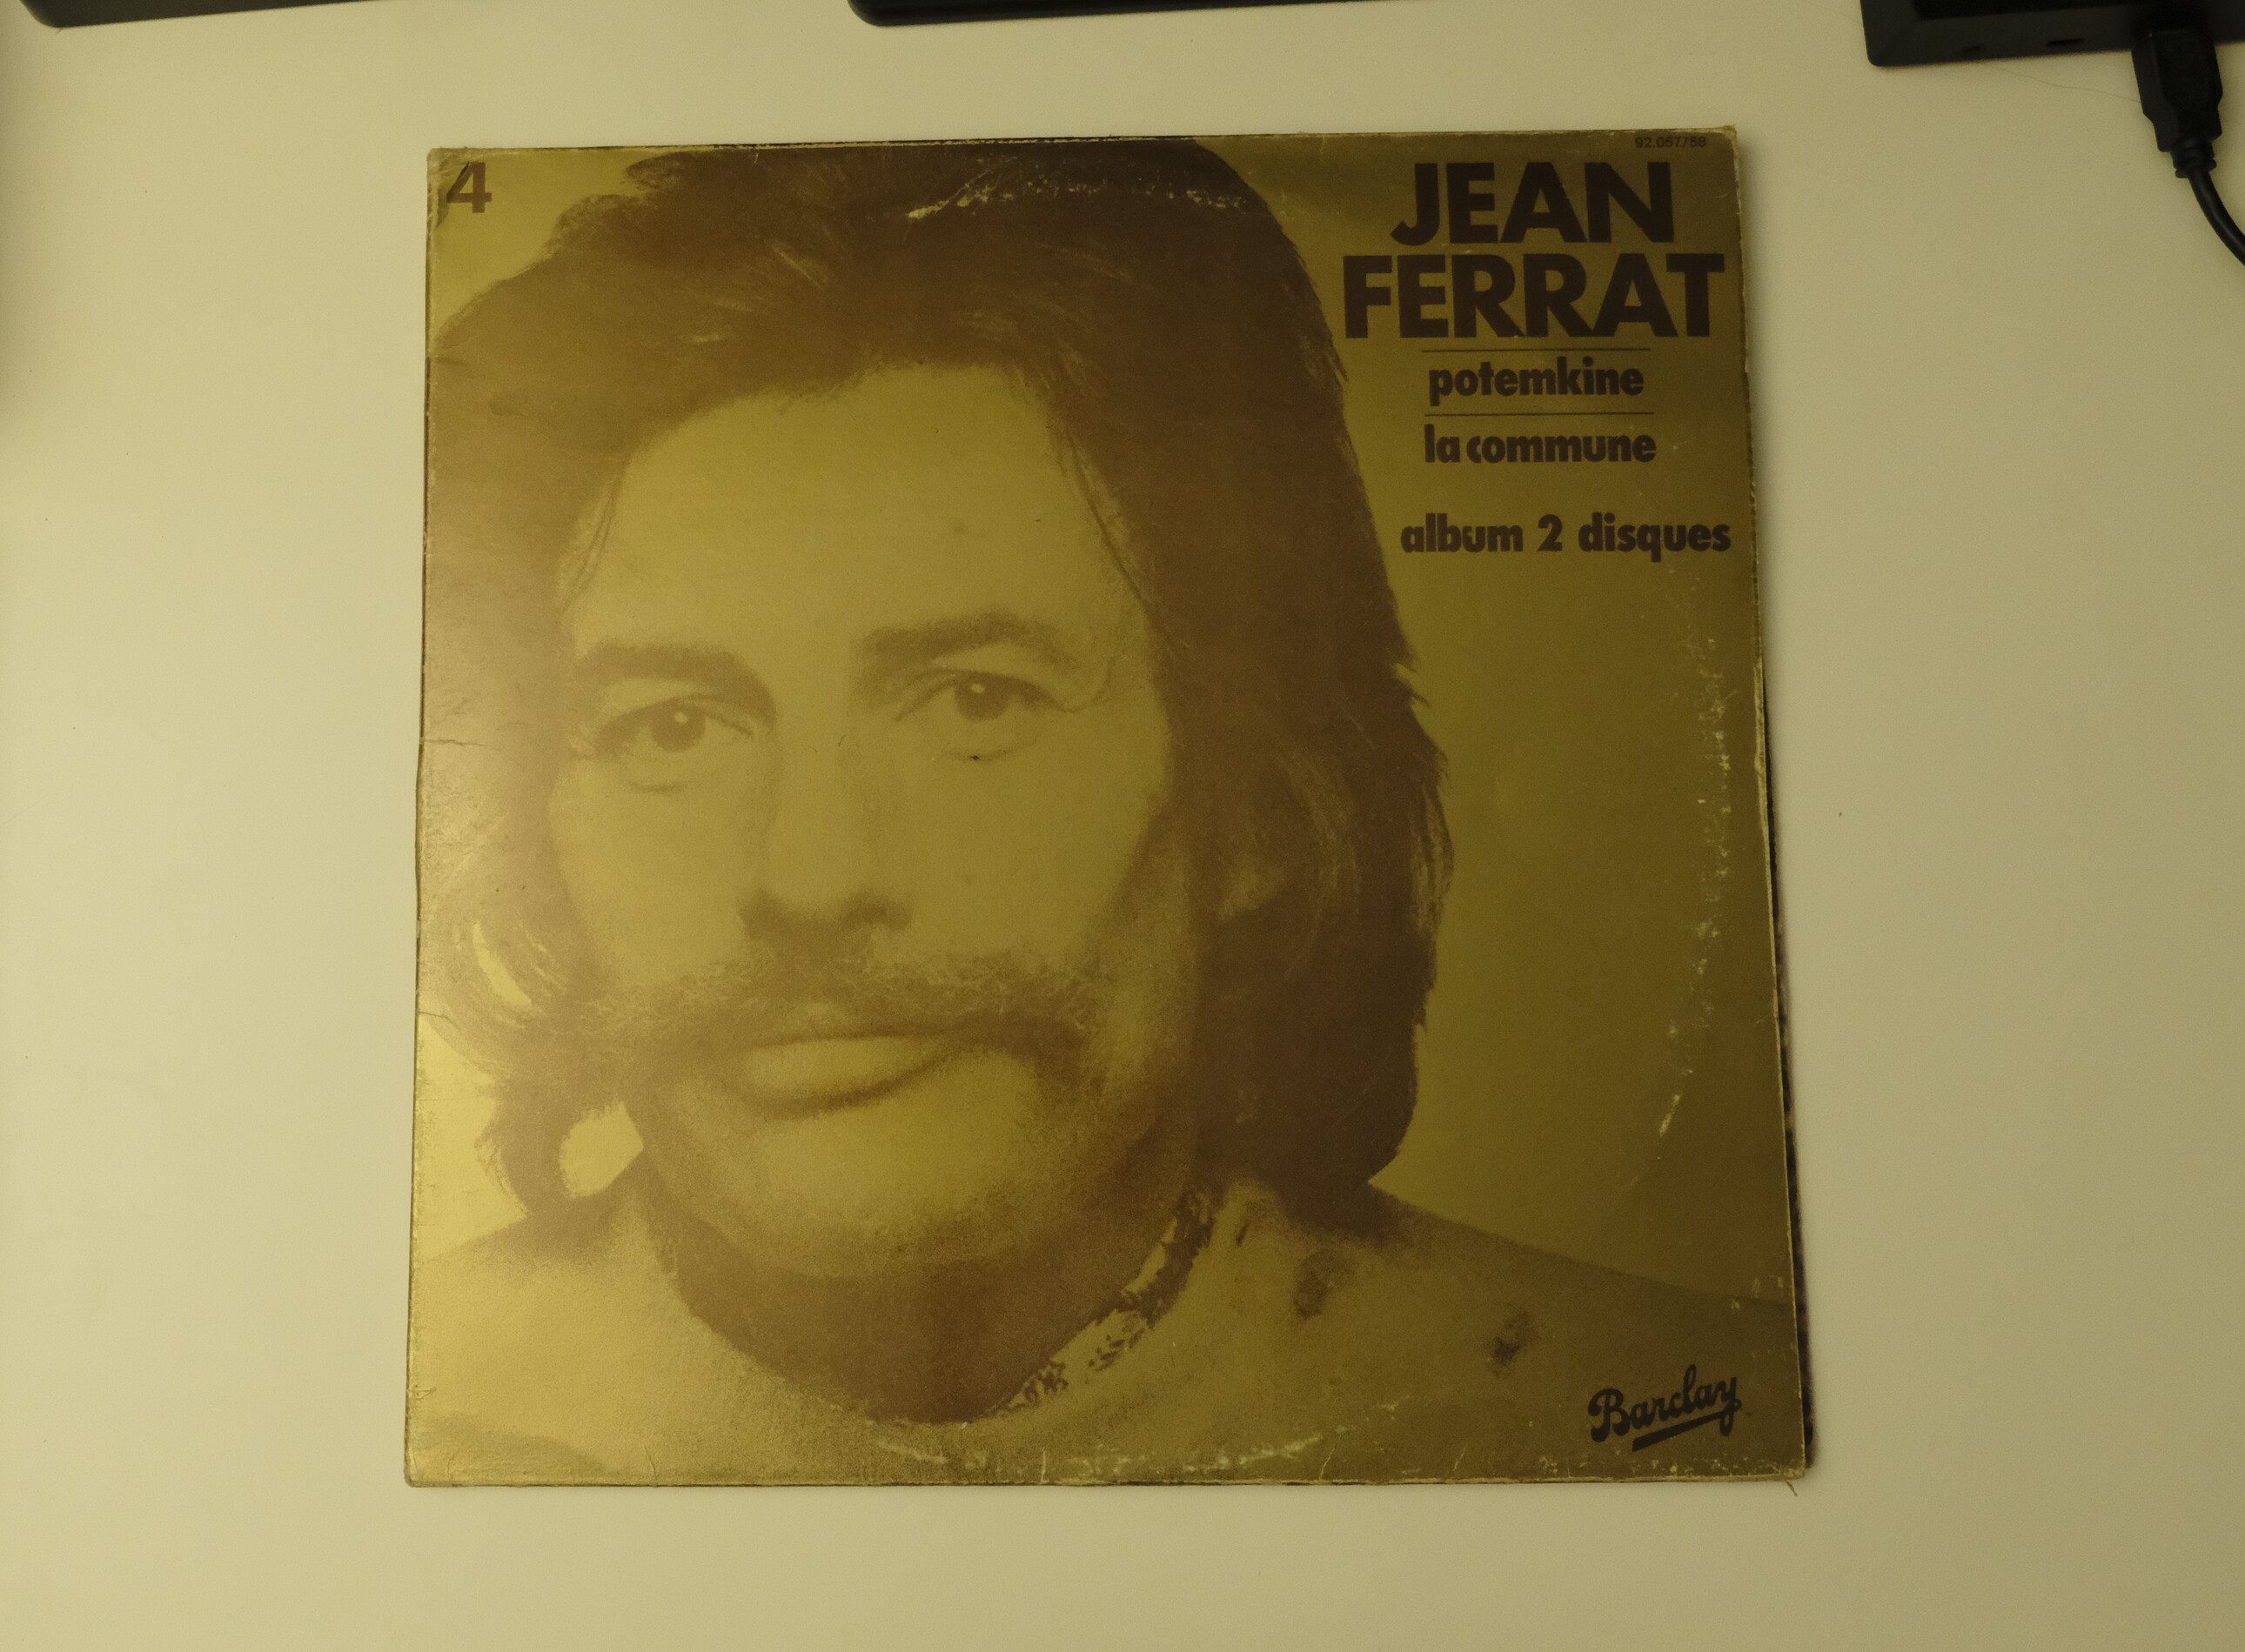 4
92.057/58
JEAN
FERRAT
potemkine
la commune
album 2 disques
Barclay